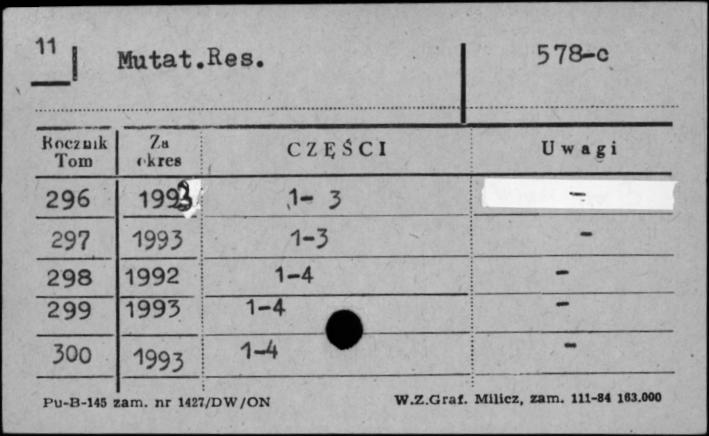 11 Mutat.Res. 578-c
Rocznik Tom Za okres CZĘŚCI Uwagi
296 1993 1- 3 -
297 1993 1-3 -
298 1992 1-4 -
299 1993 1-4 -
300 1993 1-4 -
Pu-B-145 zam. nr 1427/DW/ON W.Z.Graf. Milicz, zam. 111-84 163.000